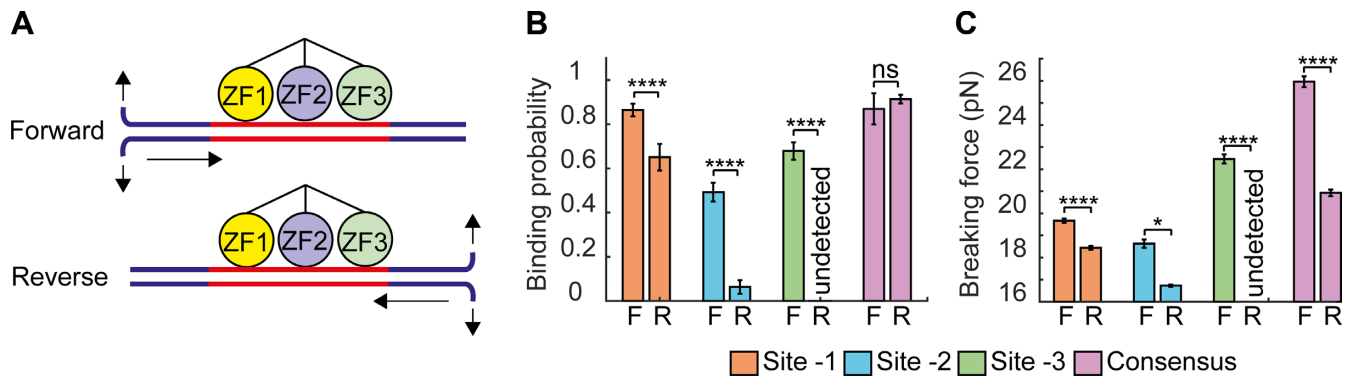 A
ZF1 ZF2 ZF3
Forward
ZF1 ZF2 ZF3
Reverse
B
Binding probability
1
0.8
0.6
0.4
0.2
0
****
****
****
undetected
ns
F R F R F R F R
C
Breaking force (pN)
26
24
22
20
18
16
****
*
****
undetected
****
F R F R F R F R
Site -1 Site -2 Site -3 Consensus